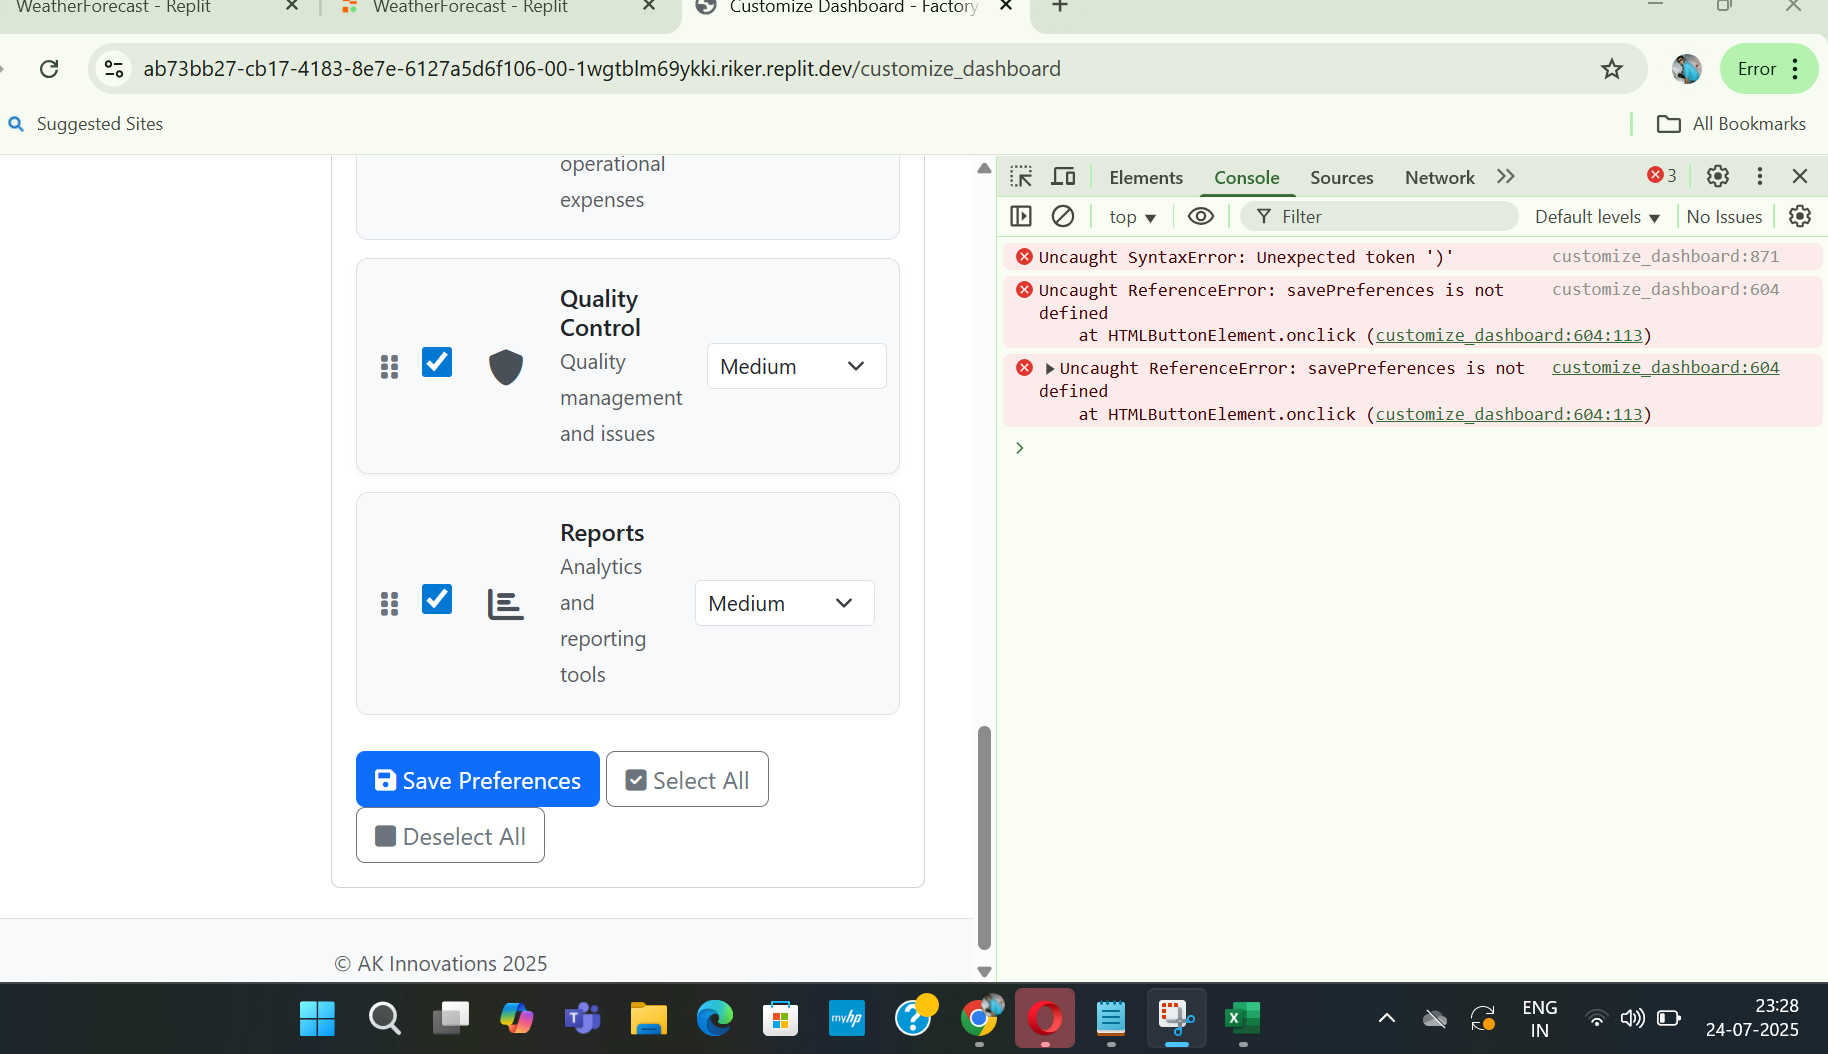 WeatherForecast - Replit
WeatherForecast - Replit
Customize Dashboard - Factory
ab73bb27-cb17-4183-8e7e-6127a5d6f106-00-1wgtblm69ykki.riker.replit.dev/customize_dashboard
Error
Suggested Sites
All Bookmarks
operational
expenses
Quality
Control
Quality
management
and issues
Medium
Reports
Analytics
and
reporting
tools
Medium
Save Preferences
Select All
Deselect All
© AK Innovations 2025
Elements
Console
Sources
Network
3
top
Filter
Default levels
No Issues
Uncaught SyntaxError: Unexpected token ')'
customize_dashboard:871
Uncaught ReferenceError: savePreferences is not
customize_dashboard:604
defined
at HTMLButtonElement.onclick (customize_dashboard:604:113)
Uncaught ReferenceError: savePreferences is not
customize_dashboard:604
defined
at HTMLButtonElement.onclick (customize_dashboard:604:113)
myhp
ENG
IN
23:28
24-07-2025